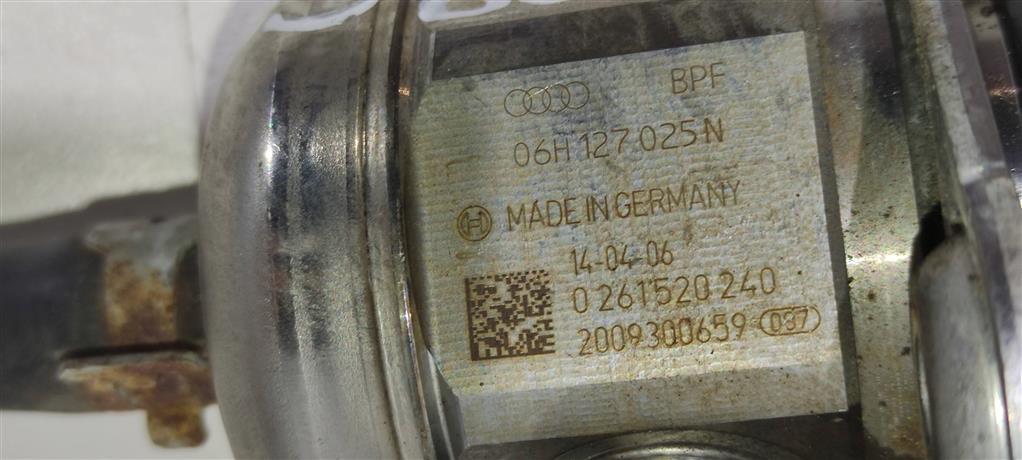 BPF
06H 127 025 N
MADE IN GERMANY
14-04-06
0 261 520 240
2009300659 037